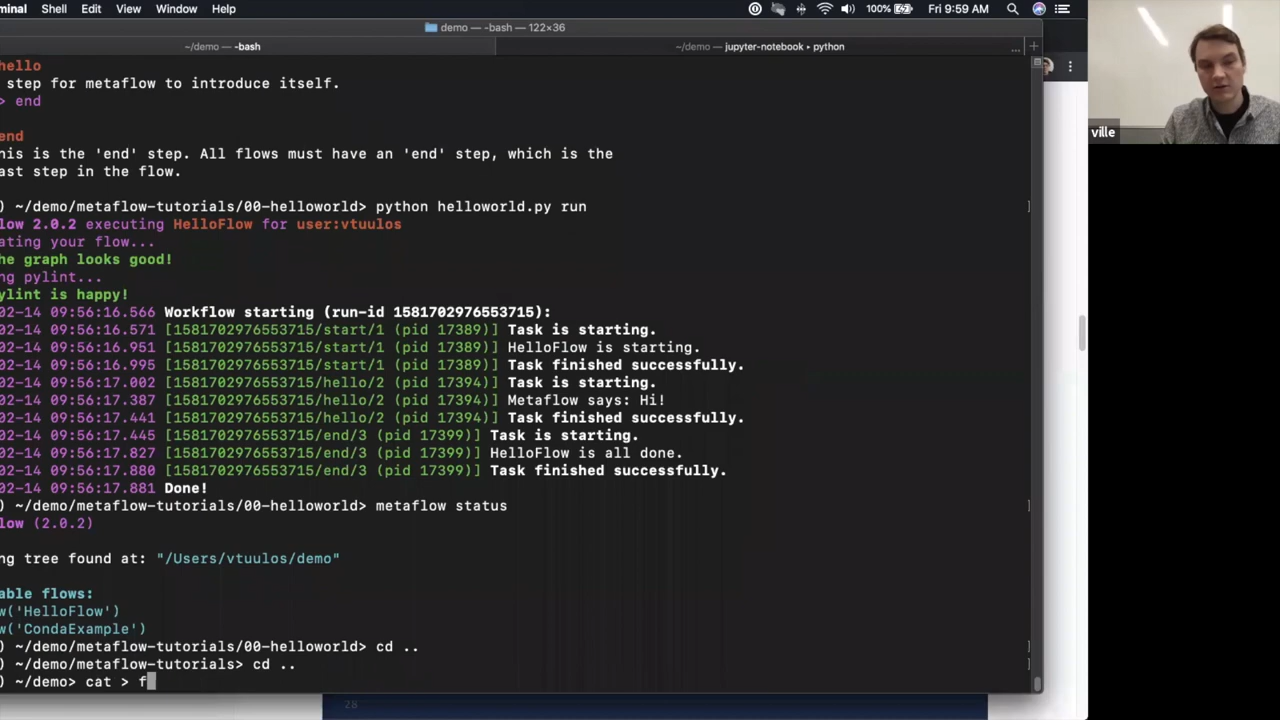 minal Shell Edit View Window Help 100% Fri 9:59 AM
demo — -bash — 122×36
~/demo — -bash ~/demo — jupyter-notebook ▸ python ... +
hello
step for metaflow to introduce itself.
> end
end
his is the 'end' step. All flows must have an 'end' step, which is the
ast step in the flow.
) ~/demo/metaflow-tutorials/00-helloworld> python helloworld.py run ]
low 2.0.2 executing HelloFlow for user:vtuulos
ating your flow...
he graph looks good!
ng pylint...
ylint is happy!
02-14 09:56:16.566 Workflow starting (run-id 1581702976553715):
02-14 09:56:16.571 [1581702976553715/start/1 (pid 17389)] Task is starting.
02-14 09:56:16.951 [1581702976553715/start/1 (pid 17389)] HelloFlow is starting.
02-14 09:56:16.995 [1581702976553715/start/1 (pid 17389)] Task finished successfully.
02-14 09:56:17.002 [1581702976553715/hello/2 (pid 17394)] Task is starting.
02-14 09:56:17.387 [1581702976553715/hello/2 (pid 17394)] Metaflow says: Hi!
02-14 09:56:17.441 [1581702976553715/hello/2 (pid 17394)] Task finished successfully.
02-14 09:56:17.445 [1581702976553715/end/3 (pid 17399)] Task is starting.
02-14 09:56:17.827 [1581702976553715/end/3 (pid 17399)] HelloFlow is all done.
02-14 09:56:17.880 [1581702976553715/end/3 (pid 17399)] Task finished successfully.
02-14 09:56:17.881 Done!
) ~/demo/metaflow-tutorials/00-helloworld> metaflow status ]
low (2.0.2)
ng tree found at: "/Users/vtuulos/demo"
able flows:
w('HelloFlow')
w('CondaExample')
) ~/demo/metaflow-tutorials/00-helloworld> cd .. ]
) ~/demo/metaflow-tutorials> cd .. ]
) ~/demo> cat > f
28
ville